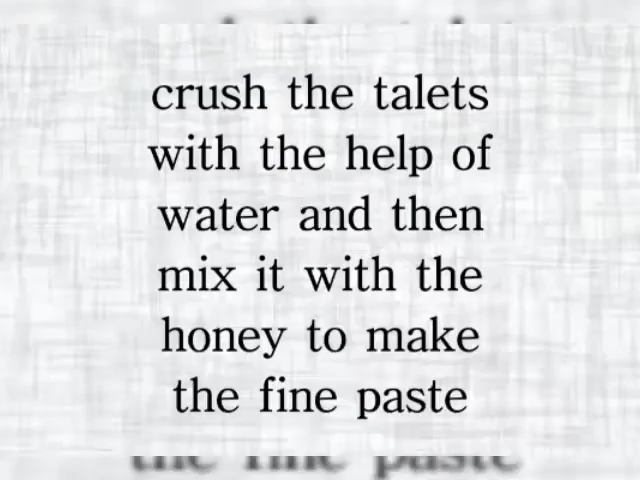 crush the talets
with the help of
water and then
mix it with the
honey to make
the fine paste